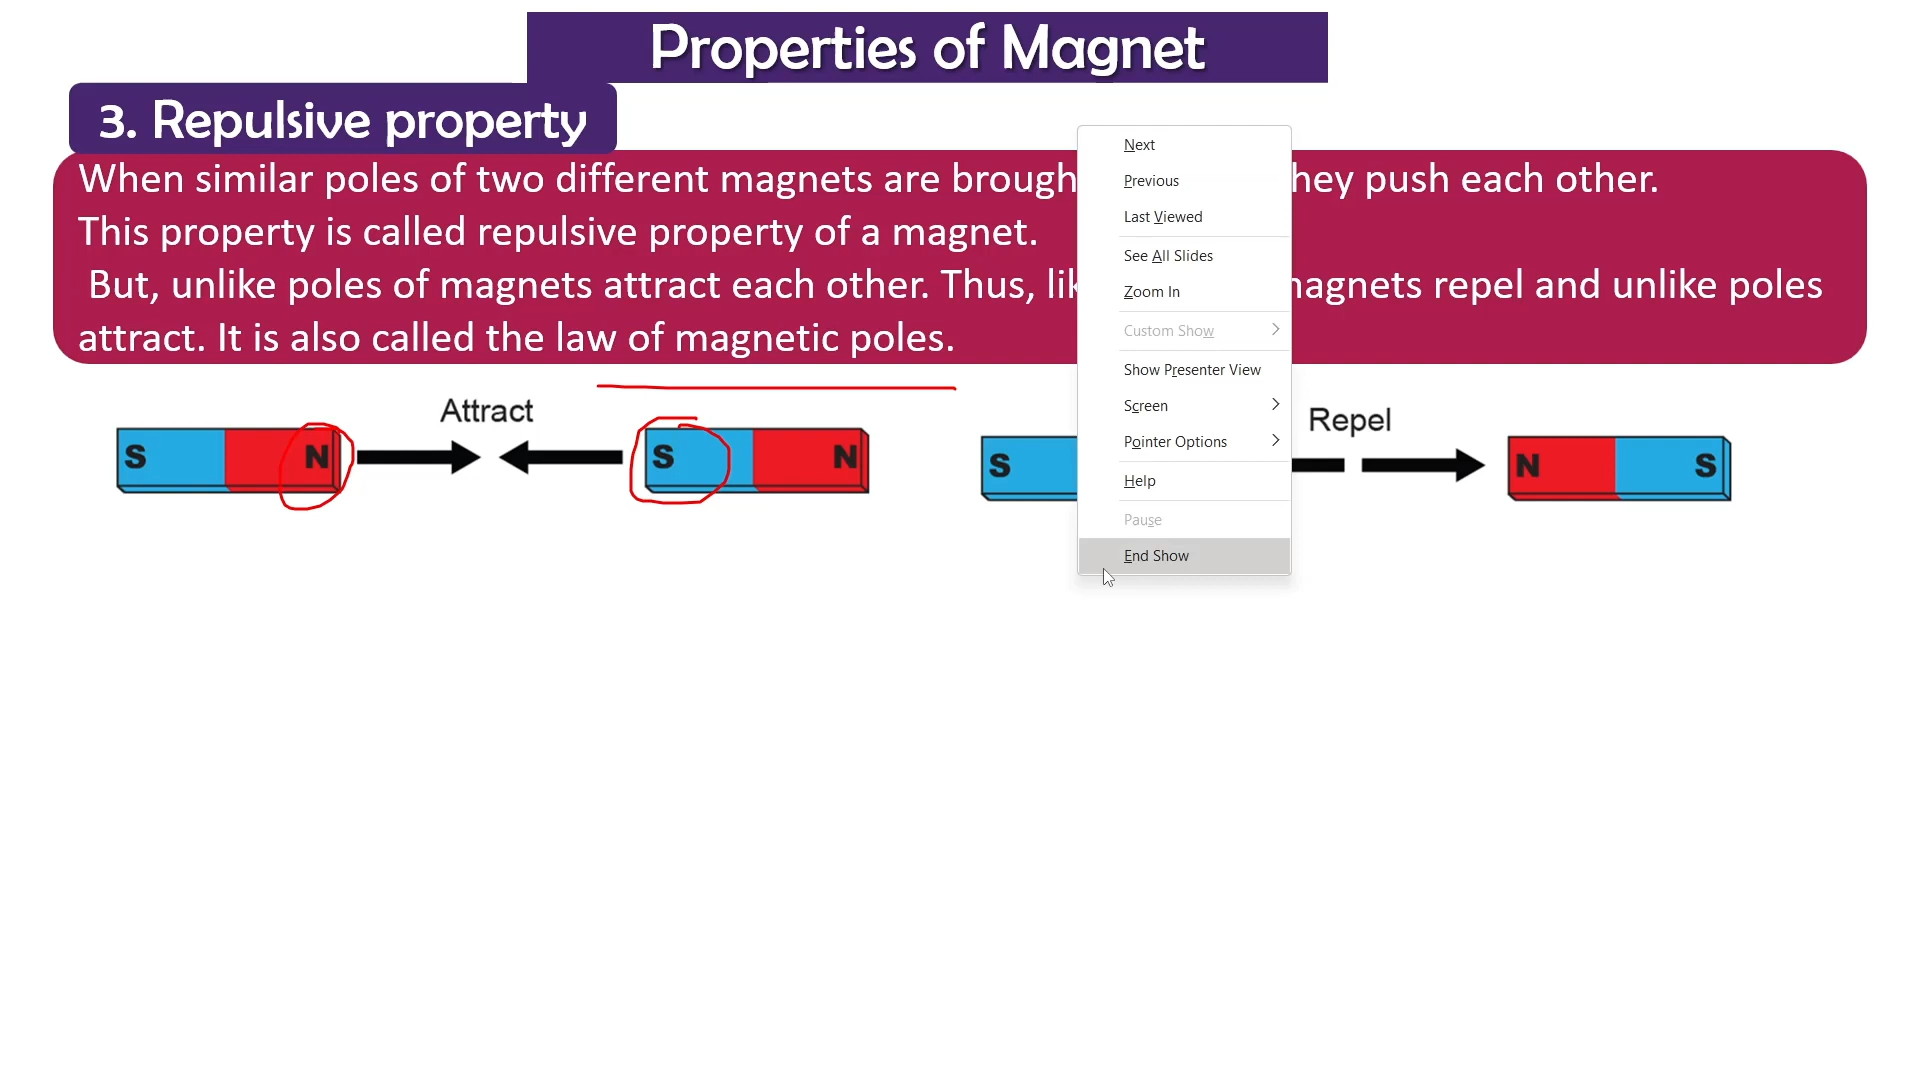 Properties of Magnet
3. Repulsive property
When similar poles of two different magnets are brough hey push each other.
This property is called repulsive property of a magnet.
But, unlike poles of magnets attract each other. Thus, lik magnets repel and unlike poles
attract. It is also called the law of magnetic poles.
Next
Previous
Last Viewed
See All Slides
Zoom In
Custom Show
Show Presenter View
Screen
Pointer Options
Help
Pause
End Show
Attract
Repel
S N S N S N S